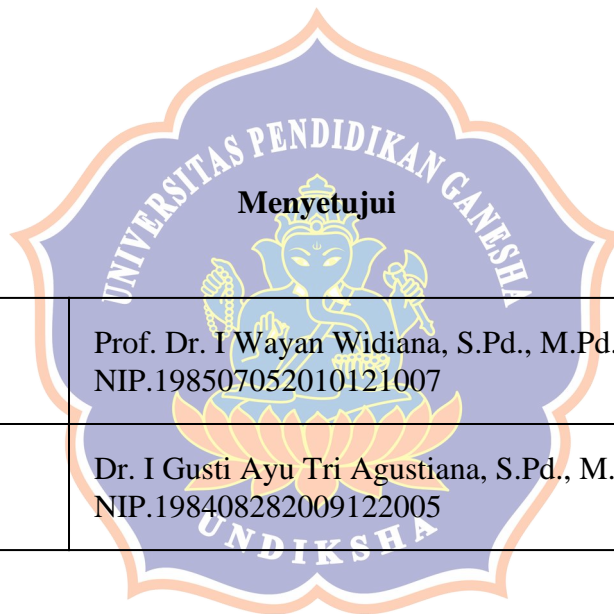 UNIVERSITAS PENDIDIKAN GANESHA
Menyetujui
Prof. Dr. I Wayan Widiana, S.Pd., M.Pd.
NIP.198507052010121007
Dr. I Gusti Ayu Tri Agustiana, S.Pd., M.
NIP.198408282009122005
UNDIKSHA